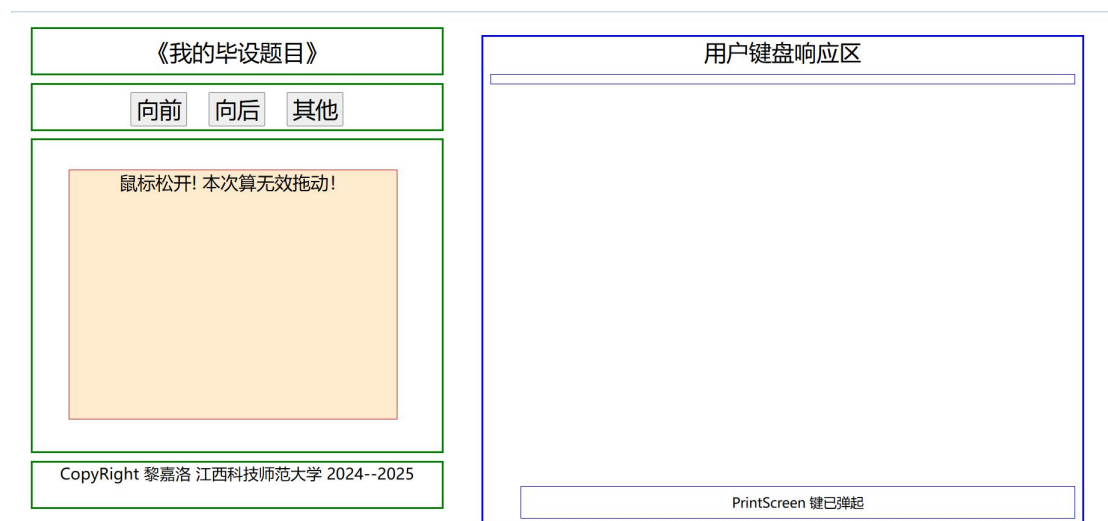 《我的毕设题目》
向前 向后 其他
鼠标松开! 本次算无效拖动!
CopyRight 黎嘉洛 江西科技师范大学 2024--2025
用户键盘响应区
PrintScreen 键已弹起